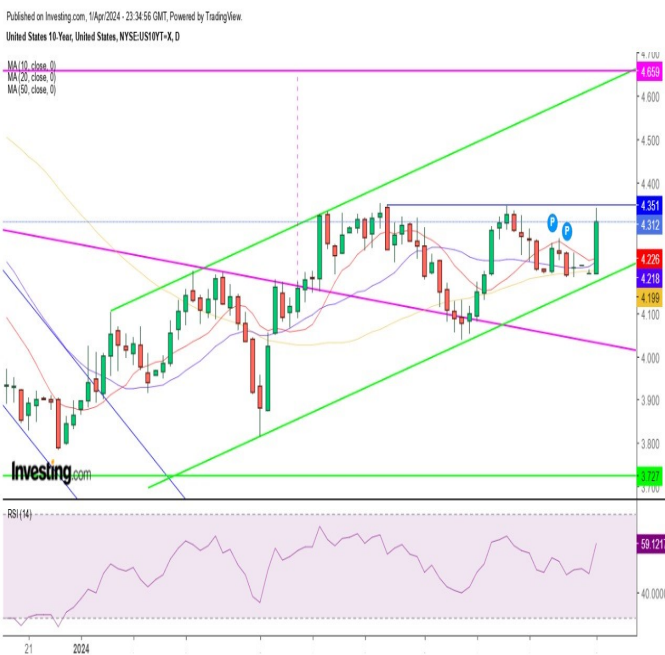 Published on Investing.com, 1/Apr/2024 - 23:34:56 GMT, Powered by TradingView.
United States 10-Year, United States, NYSE:US10YT=X, D
MA (10, close, 0)
MA (20, close, 0)
MA (50, close, 0)
4.700
4.659
4.600
4.500
4.400
4.351
4.312
4.226
4.218
4.199
4.100
4.000
3.900
3.800
3.727
3.700
P
P
Investing.com
RSI (14)
59.1217
40.0000
21
2024